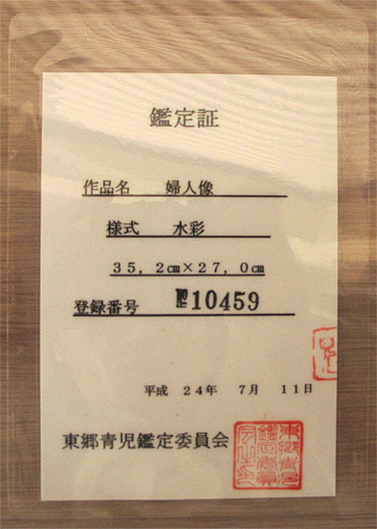 鑑定証
作品名　婦人像
様式　水彩
35,2㎝×27,0㎝
登録番号　№10459
平成　24年　7月　11日
東郷青児鑑定委員会